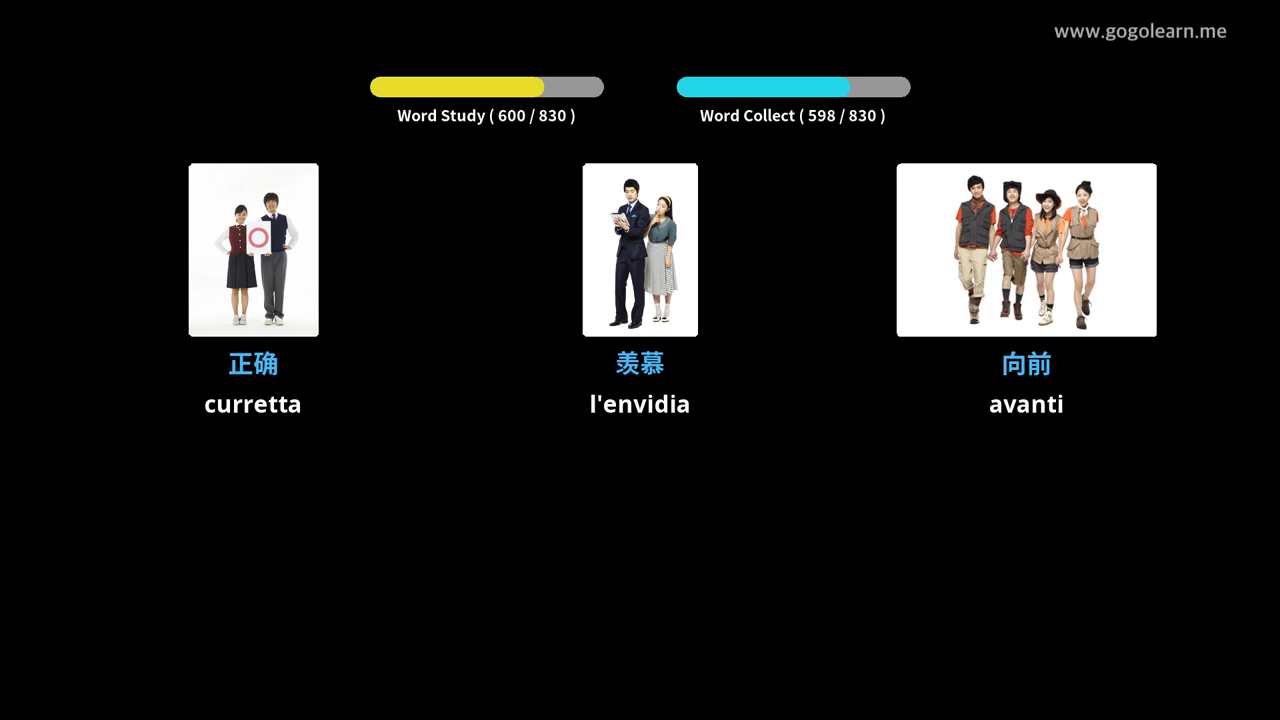 www.gogolearn.me
Word Study ( 600 / 830 )
Word Collect ( 598 / 830 )
正确
羡慕
向前
curretta
l'envidia
avanti